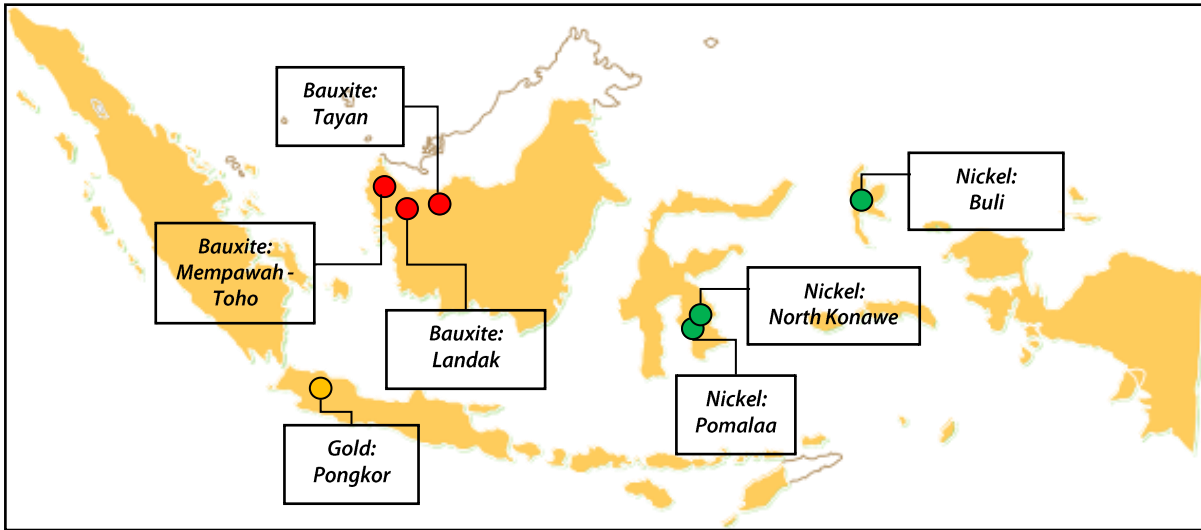 Bauxite:
Tayan
Nickel:
Buli
Bauxite:
Mempawah -
Toho
Nickel:
North Konawe
Bauxite:
Landak
Nickel:
Pomalaa
Gold:
Pongkor